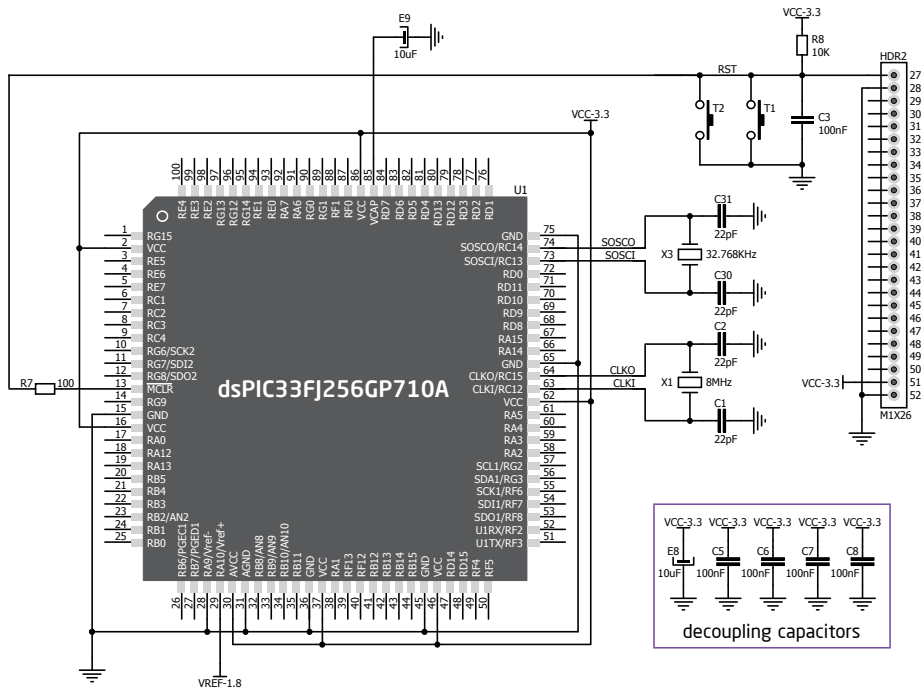 E9
10uF
VCC-3.3
R8
10K
HDR2
RST
T2
T1
C3
100nF
27
28
29
30
31
32
33
34
35
36
37
38
39
40
41
42
43
44
45
46
47
48
49
50
51
52
VCC-3.3
M1X26
VCC-3.3
U1
100
99
98
97
96
95
94
93
92
91
90
89
88
87
86
85
84
83
82
81
80
79
78
77
76
RE4
RE3
RE2
RG13
RG12
RG14
RE1
RE0
RA7
RA6
RG0
RG1
RF1
RF0
VCC
VCAP
RD7
RD6
RD5
RD4
RD13
RD12
RD3
RD2
RD1
1 RG15
2 VCC
3 RE5
4 RE6
5 RE7
6 RC1
7 RC2
8 RC3
9 RC4
10 RG6/SCK2
11 RG7/SDI2
12 RG8/SDO2
13 MCLR
14 RG9
15 GND
16 VCC
17 RA0
18 RA12
19 RA13
20 RB5
21 RB4
22 RB3
23 RB2/AN2
24 RB1
25 RB0
R7 100
dsPIC33FJ256GP710A
GND 75
SOSCO/RC14 74
SOSCI/RC13 73
RD0 72
RD11 71
RD10 70
RD9 69
RD8 68
RA15 67
RA14 66
GND 65
CLKO/RC15 64
CLKI/RC12 63
VCC 62
RA5 61
RA4 60
RA3 59
RA2 58
SCL1/RG2 57
SDA1/RG3 56
SCK1/RF6 55
SDI1/RF7 54
SDO1/RF8 53
U1RX/RF2 52
U1TX/RF3 51
SOSCO
SOSCI
C31
22pF
X3 32.768KHz
C30
22pF
CLKO
CLKI
C2
22pF
X1 8MHz
C1
22pF
RB6/PGEC1
RB7/PGED1
RA9/Vref-
RA10/Vref+
AVCC
AGND
RB8/AN8
RB9/AN9
RB10/AN10
RB11
GND
VCC
RA1
RF13
RF12
RB12
RB13
RB14
RB15
GND
VCC
RD14
RD15
RF4
RF5
26
27
28
29
30
31
32
33
34
35
36
37
38
39
40
41
42
43
44
45
46
47
48
49
50
VREF-1.8
VCC-3.3 VCC-3.3 VCC-3.3 VCC-3.3 VCC-3.3
E8 C5 C6 C7 C8
10uF 100nF 100nF 100nF 100nF
decoupling capacitors